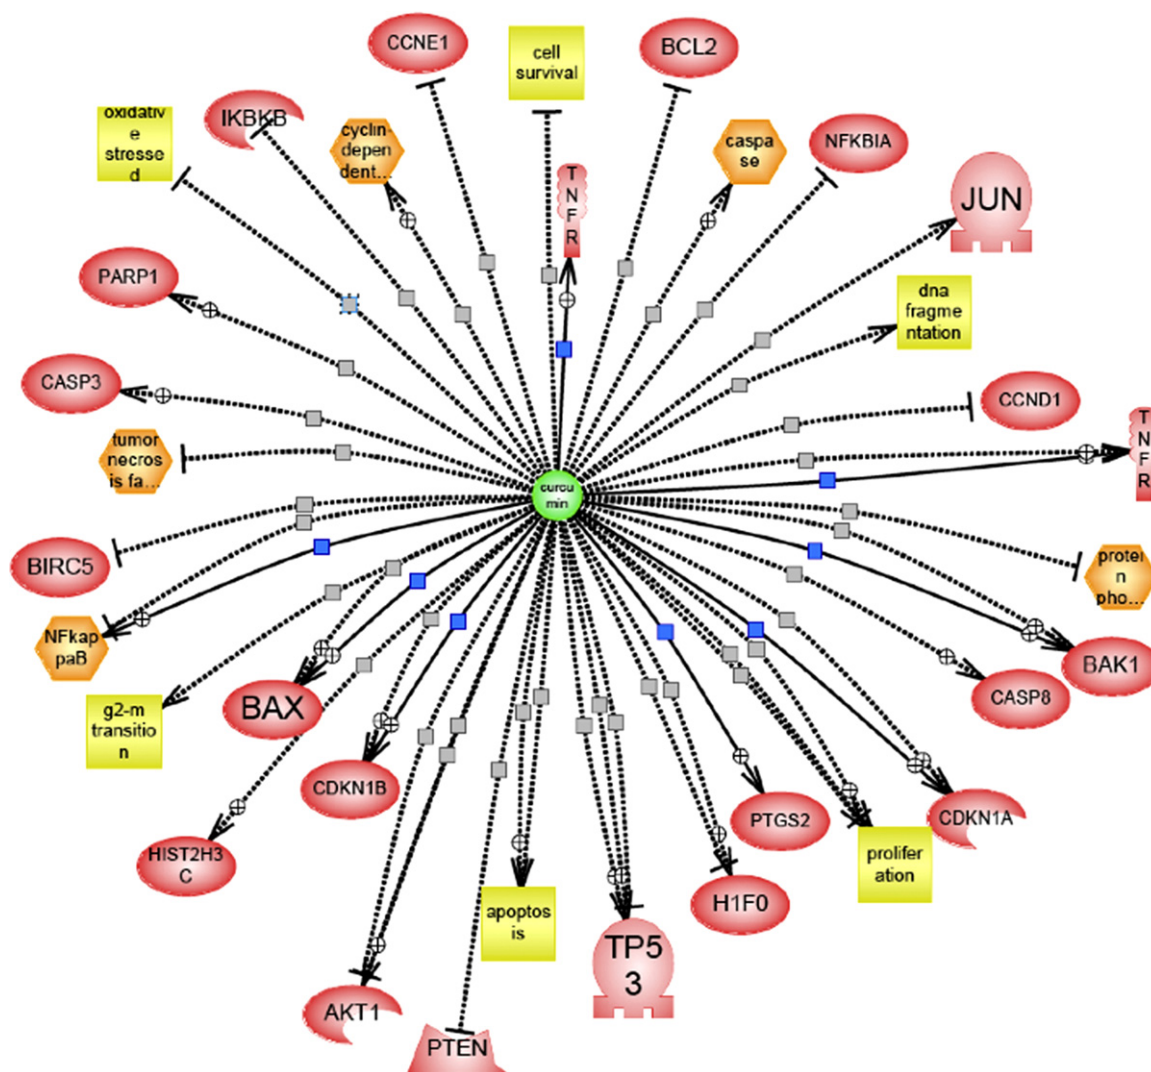 CCNE1
cell
survival
BCL2
oxidativ
e
stresse
d
IKBKB
cyclin-
depen
dent...
T
N
F
R
caspa
se
NFKBIA
JUN
PARP1
dna
fragme
ntation
CASP3
CCND1
tumor
necros
is fa...
T
N
F
R
curcu
min
BIRC5
protei
n
pho...
NFkap
paB
BAK1
g2-m
transitio
n
BAX
CASP8
CDKN1B
PTGS2
CDKN1A
HIST2H3
C
prolifer
ation
apoptos
is
H1F0
TP5
3
AKT1
PTEN